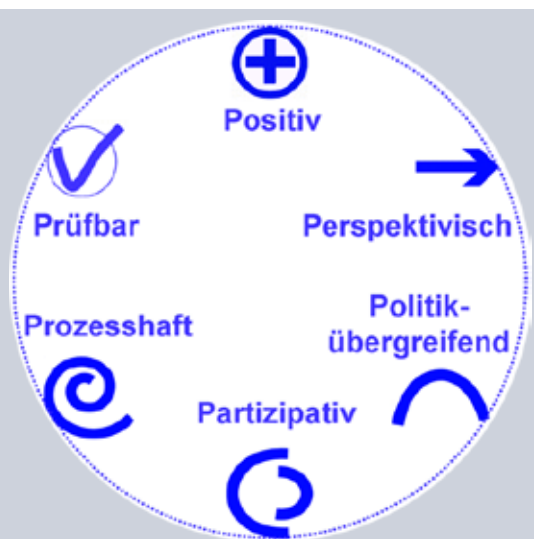 Positiv
Perspektivisch
Politik-
übergreifend
Partizipativ
Prozesshaft
Prüfbar